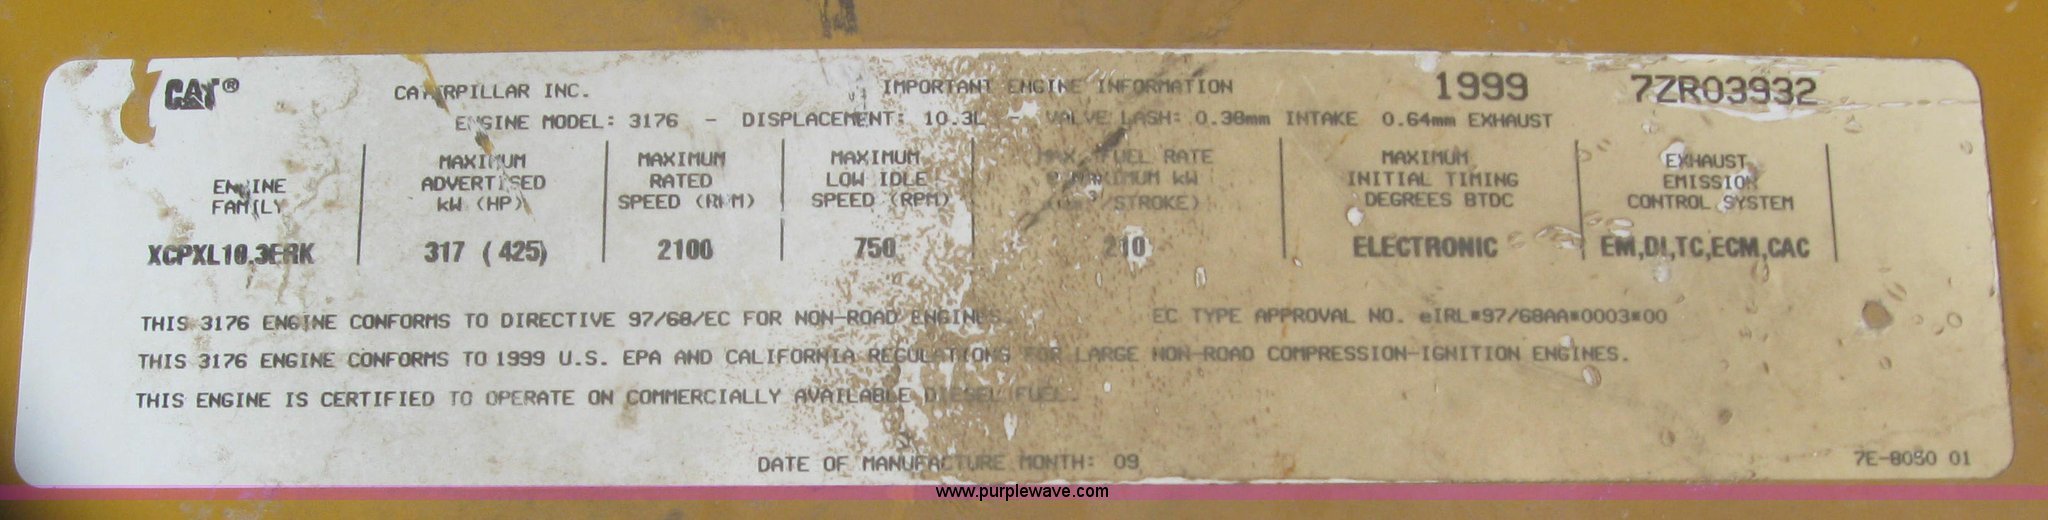 CAT® CATERPILLAR INC. IMPORTANT ENGINE INFORMATION 1999 7ZR03932
ENGINE MODEL: 3176 - DISPLACEMENT: 10.3L - VALVE LASH: 0.38mm INTAKE 0.64mm EXHAUST
ENGINE
FAMILY
XCPXL10.3ERK
MAXIMUM
ADVERTISED
kW (HP)
317 (425)
MAXIMUM
RATED
SPEED (RPM)
2100
MAXIMUM
LOW IDLE
SPEED (RPM)
750
MAX. FUEL RATE
@ MAXIMUM kW
/STROKE)
210
MAXIMUM
INITIAL TIMING
DEGREES BTDC
ELECTRONIC
EXHAUST
EMISSION
CONTROL SYSTEM
EM,DI,TC,ECM,CAC
THIS 3176 ENGINE CONFORMS TO DIRECTIVE 97/68/EC FOR NON-ROAD ENGINES. EC TYPE APPROVAL NO. eIRL*97/68AA*0003*00
THIS 3176 ENGINE CONFORMS TO 1999 U.S. EPA AND CALIFORNIA REGULATIONS FOR LARGE NON-ROAD COMPRESSION-IGNITION ENGINES.
THIS ENGINE IS CERTIFIED TO OPERATE ON COMMERCIALLY AVAILABLE DIESEL FUEL.
DATE OF MANUFACTURE MONTH: 09
7E-8050 01
www.purplewave.com